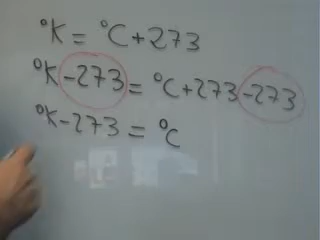 °K = °C + 273
°K - 273 = °C + 273 - 273
°K - 273 = °C